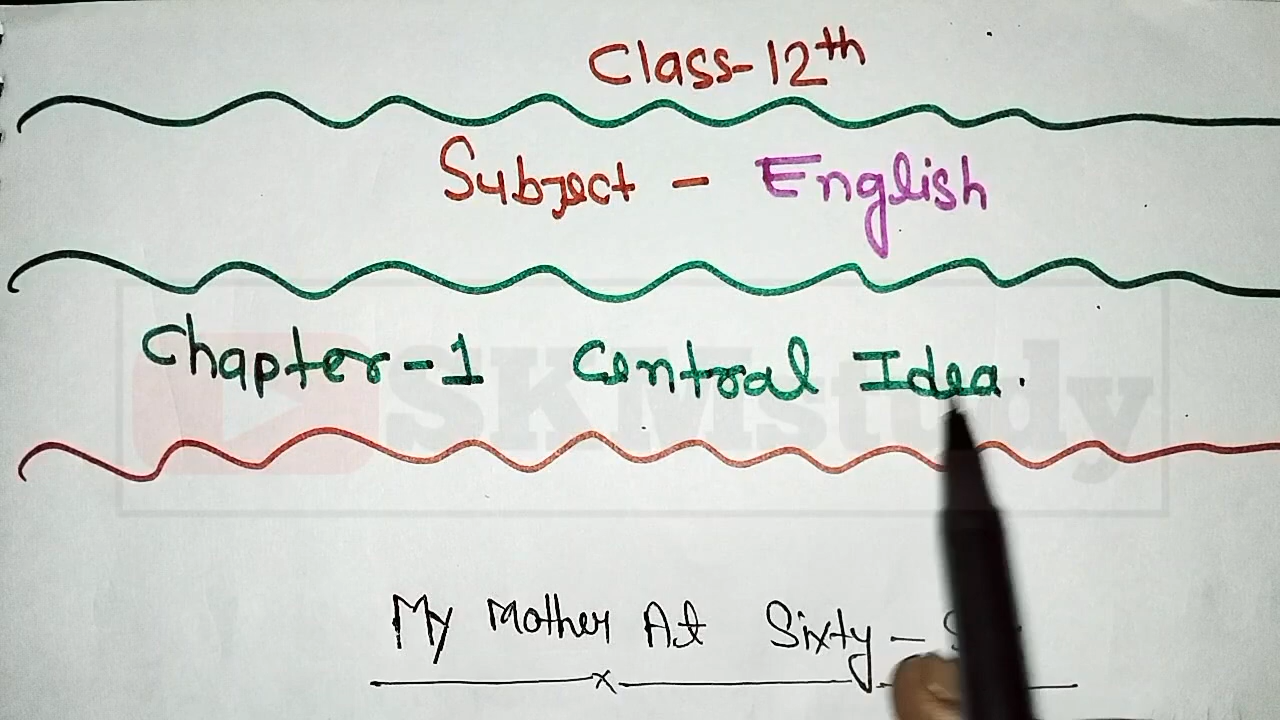 Class-12th
Subject - English
Chapter-1 Central Idea.
SKMstudy
My Mother At Sixty -